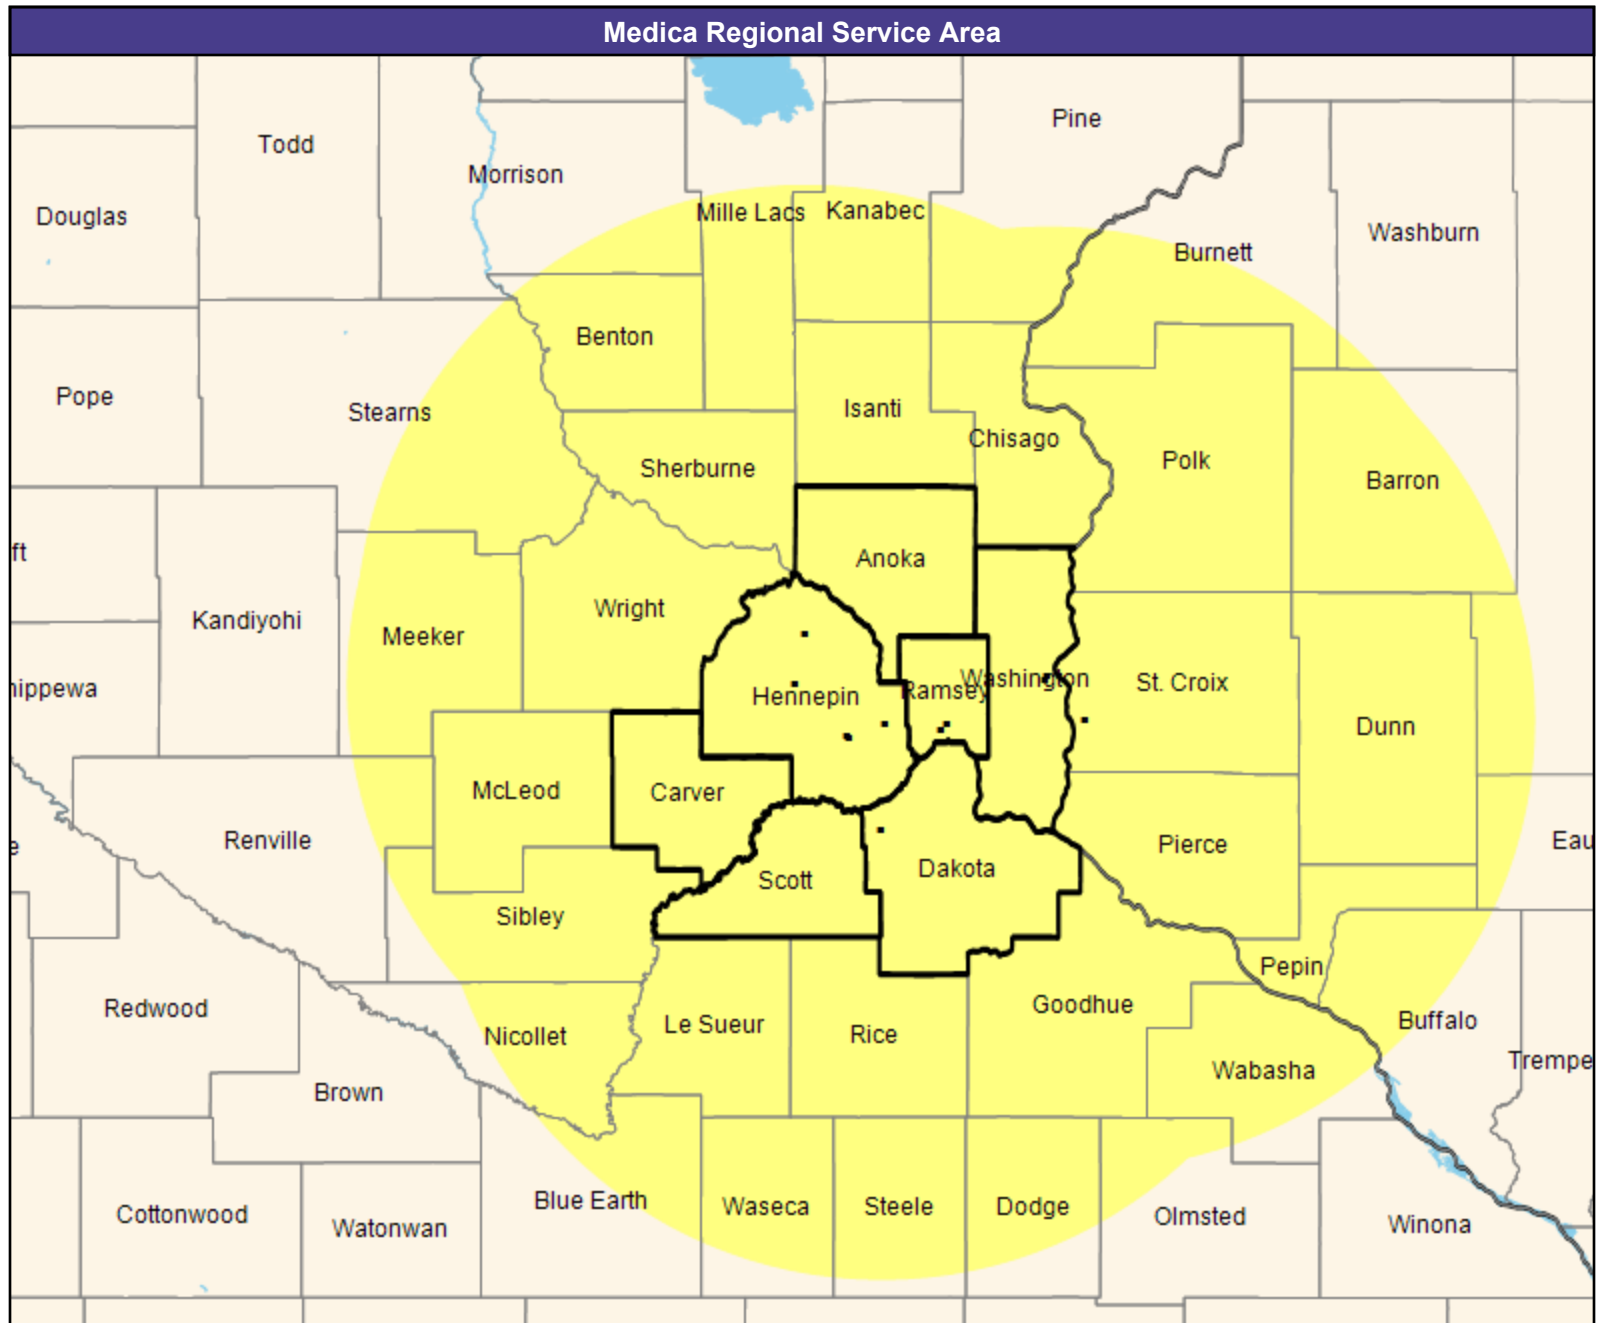 Medica Regional Service Area
Pine
Todd
Morrison
Douglas
Mille Lacs
Kanabec
Washburn
Burnett
Benton
Pope
Stearns
Isanti
Chisago
Polk
Sherburne
Barron
ft
Anoka
Wright
Kandiyohi
Meeker
hippewa
Hennepin
Ramsey
Washington
St. Croix
Dunn
McLeod
Carver
Renville
e
Pierce
Eau
Scott
Dakota
Sibley
Pepin
Redwood
Goodhue
Nicollet
Le Sueur
Rice
Buffalo
Trempe
Wabasha
Brown
Blue Earth
Waseca
Steele
Dodge
Cottonwood
Watonwan
Olmsted
Winona